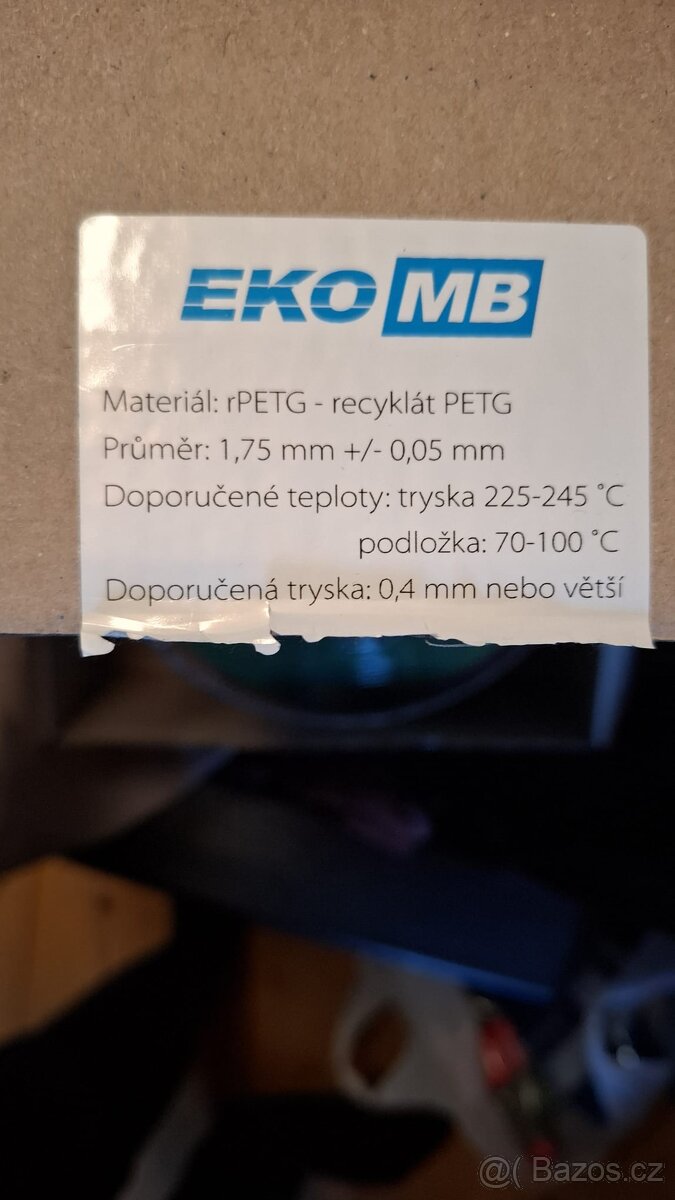 EKO MB
Materiál: rPETG - recyklát PETG
Průměr: 1,75 mm +/- 0,05 mm
Doporučené teploty: tryska 225-245 °C
podložka: 70-100 °C
Doporučená tryska: 0,4 mm nebo větší
@( Bazos.cz